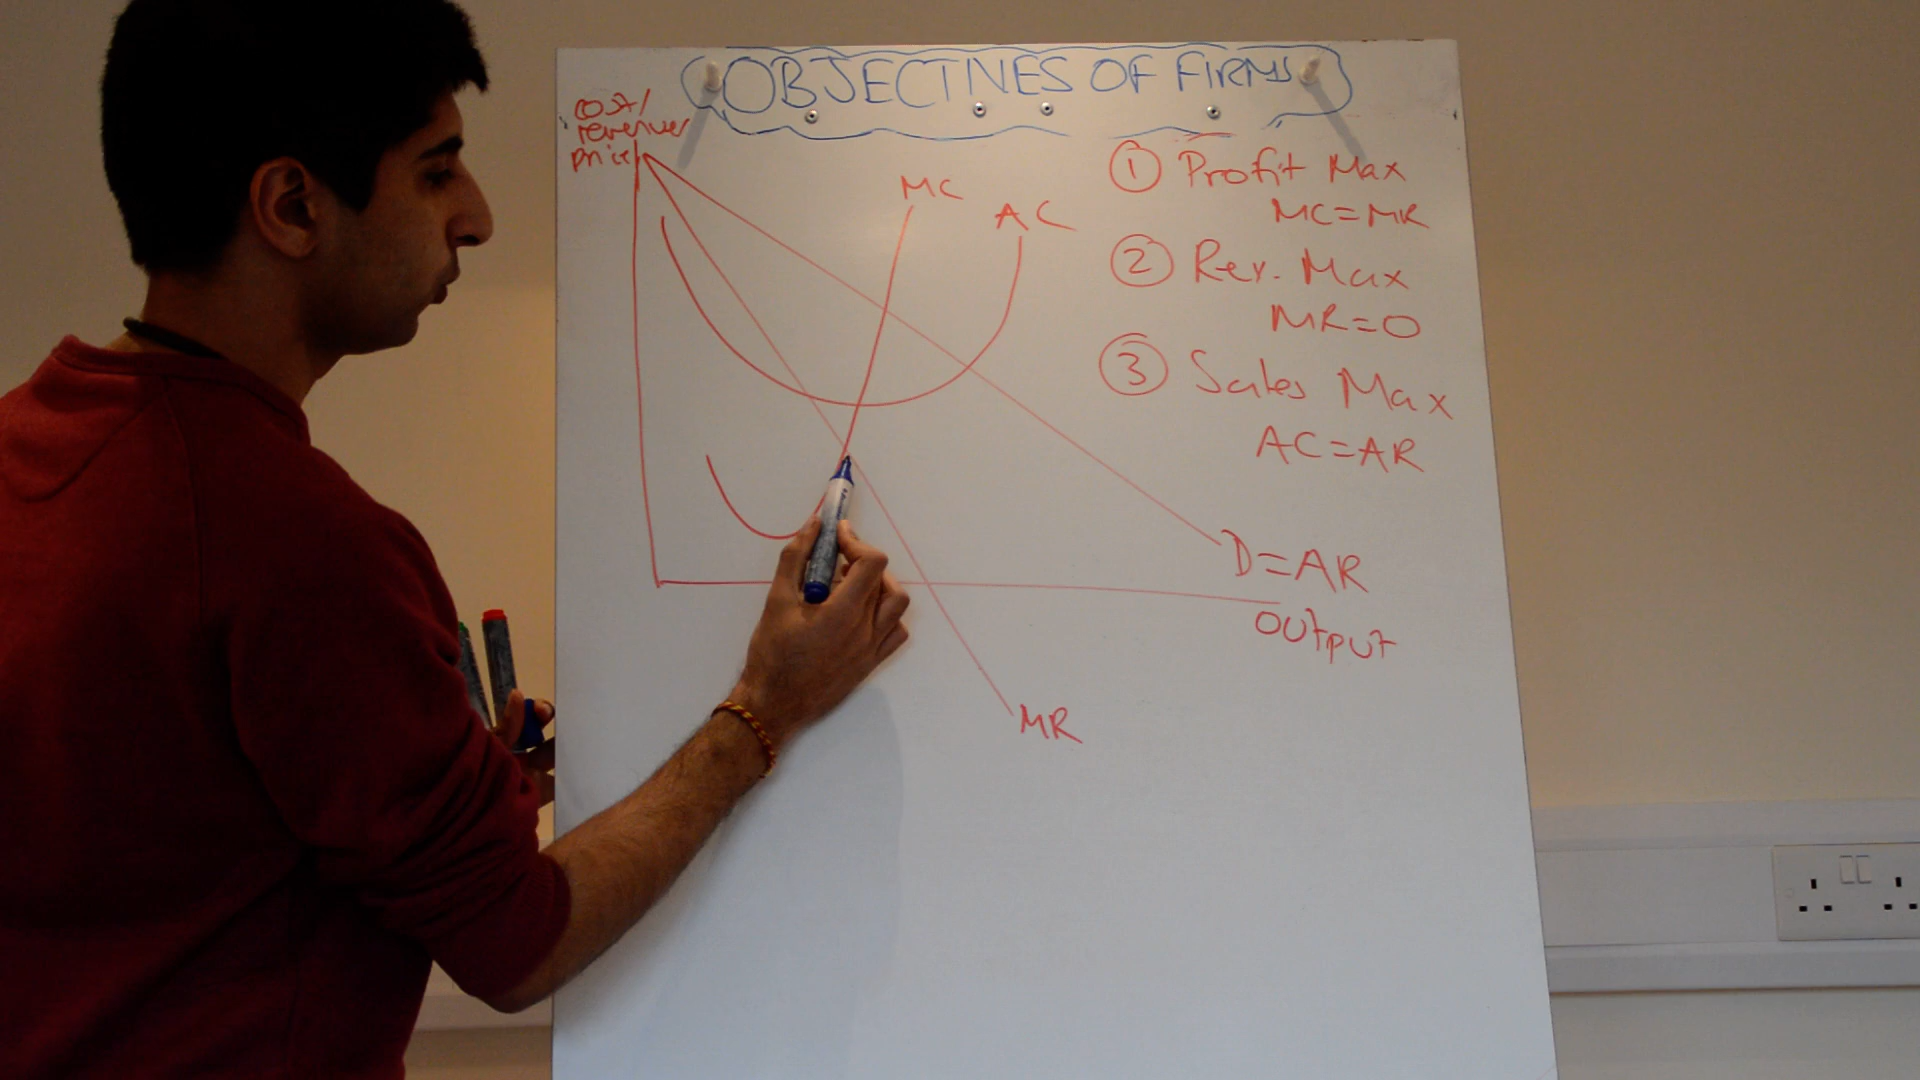 OBJECTIVES OF FIRMS
cost/
revenue/
price
MC
AC
① Profit Max
MC=MR
② Rev. Max
MR=0
③ Sales Max
AC=AR
D=AR
output
MR